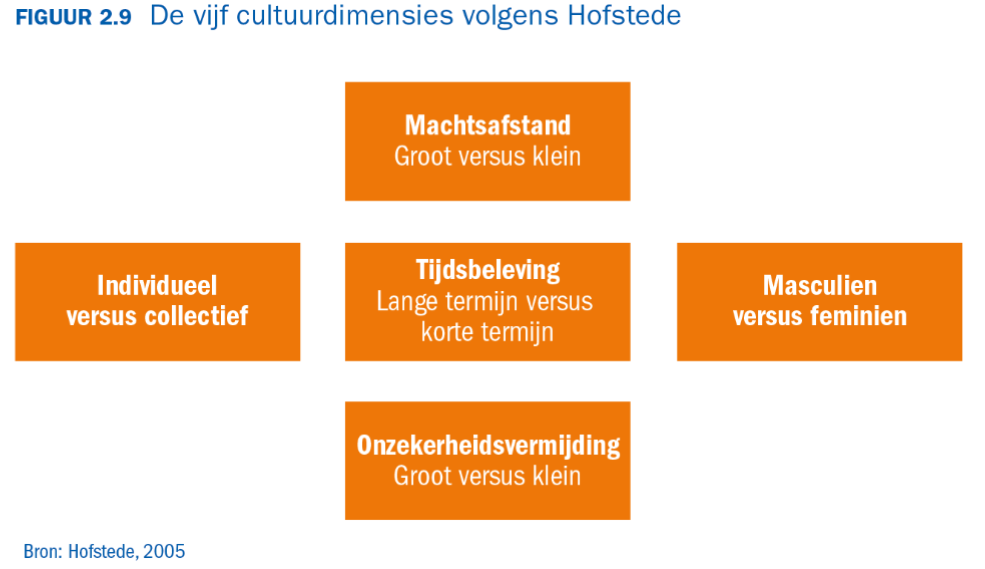 FIGUUR 2.9 De vijf cultuurdimensies volgens Hofstede
Machtsafstand
Groot versus klein
Individueel
versus collectief
Tijdsbeleving
Lange termijn versus
korte termijn
Masculien
versus feminien
Onzekerheidsvermijding
Groot versus klein
Bron: Hofstede, 2005